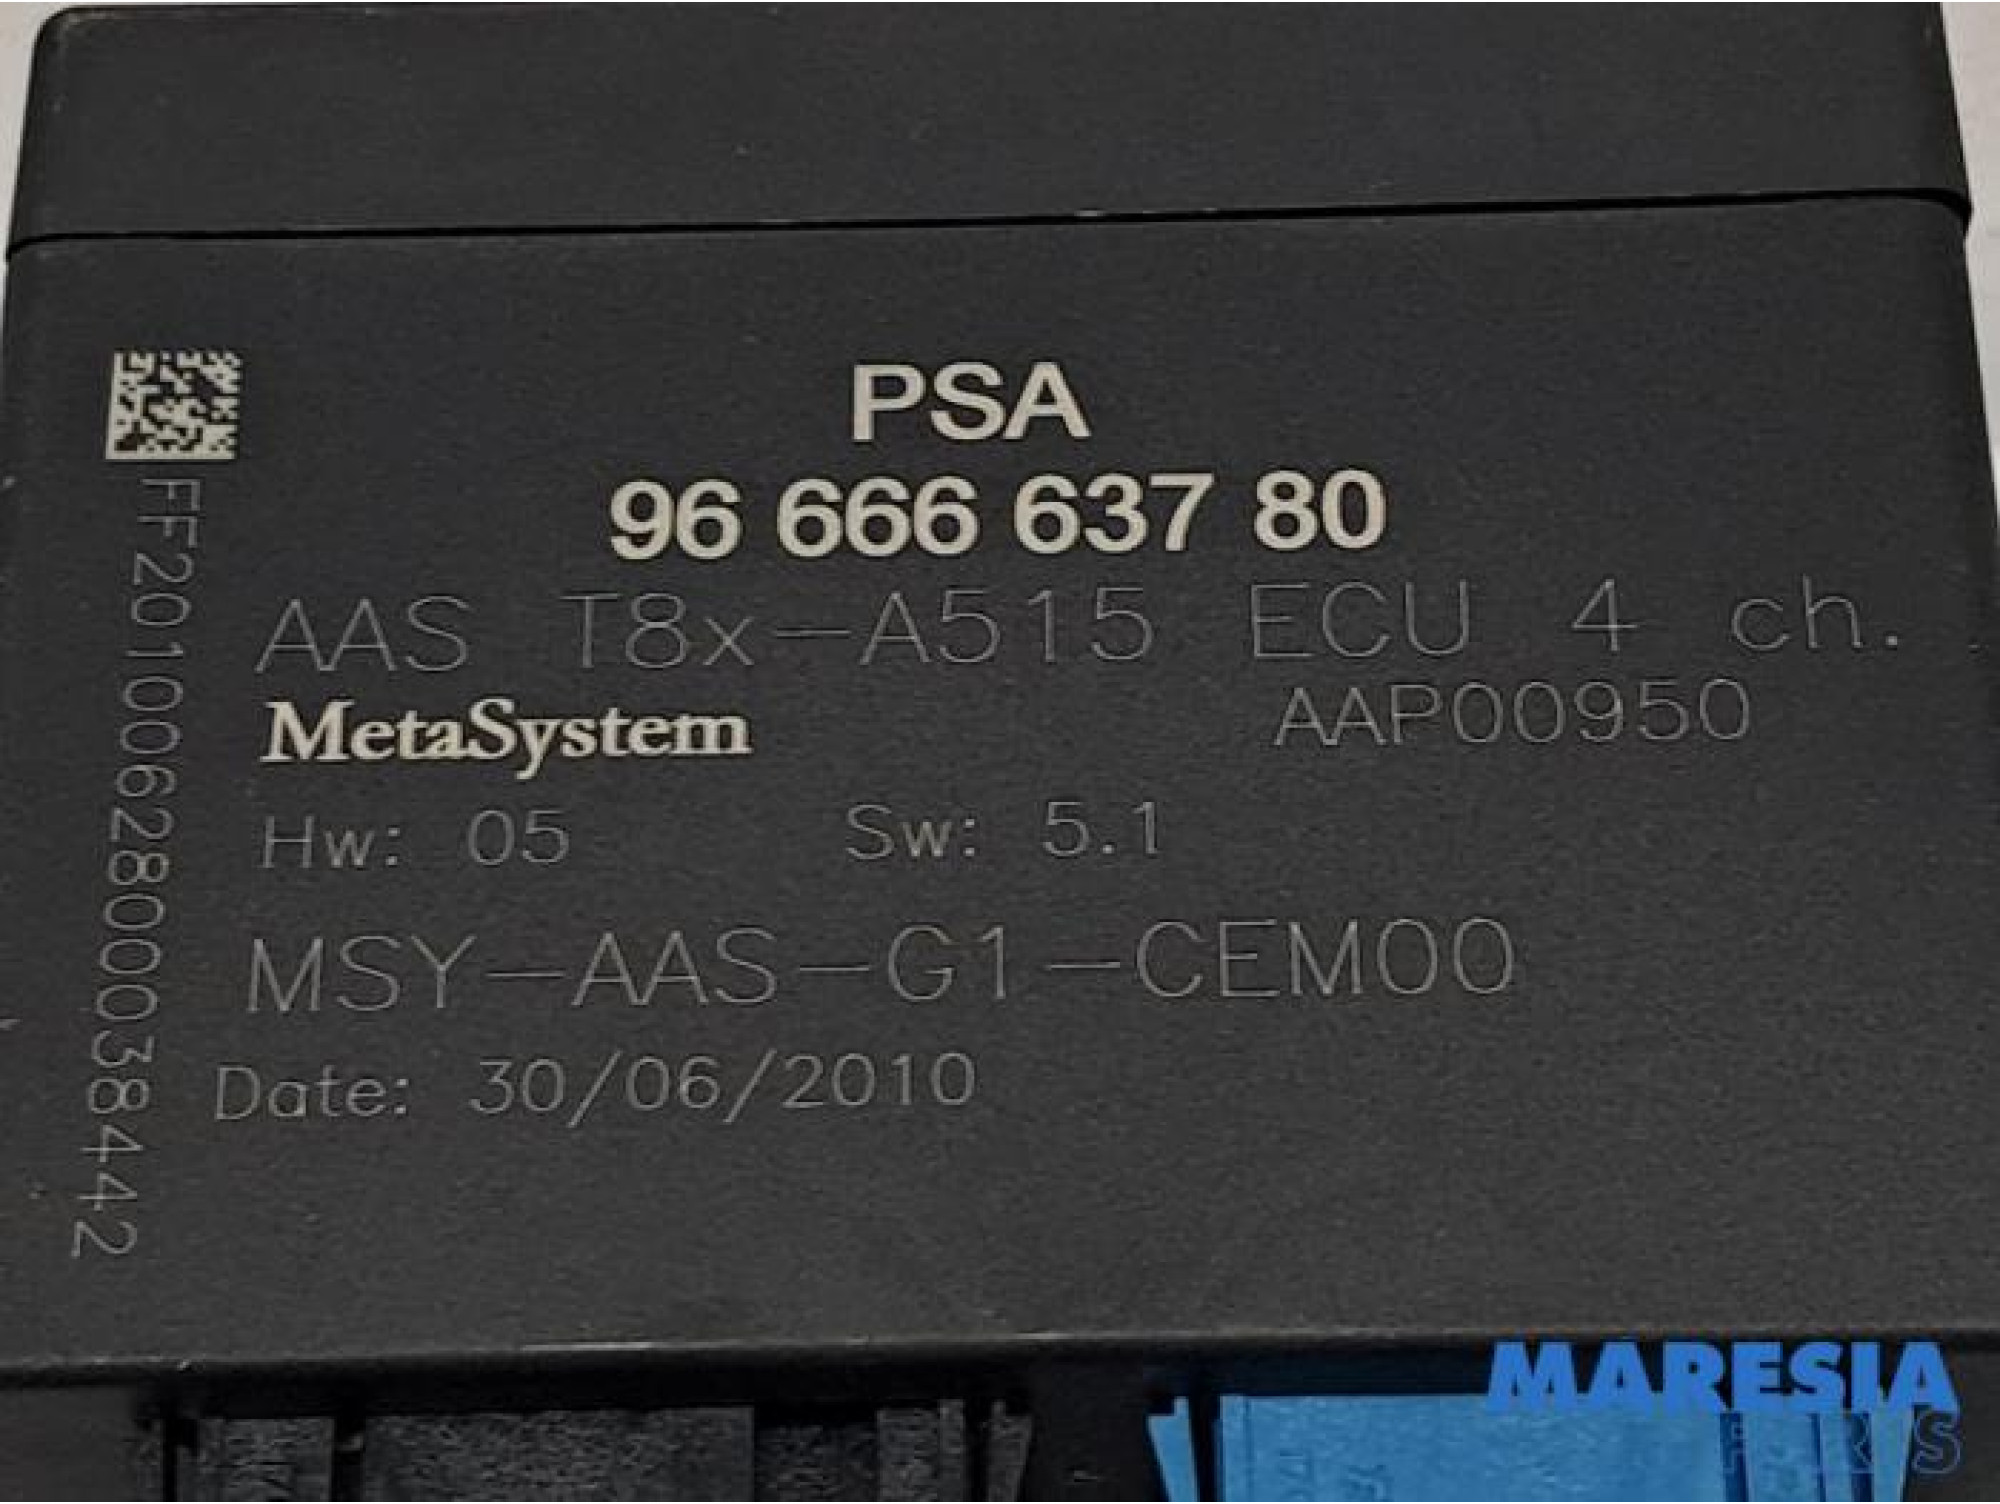 PSA
96 666 637 80
AAS T8x-A515 ECU 4 ch.
MetaSystem AAP00950
Hw: 05 Sw: 5.1
MSY-AAS-G1-CEM00
Date: 30/06/2010
FF2010062800038442
MARESIA